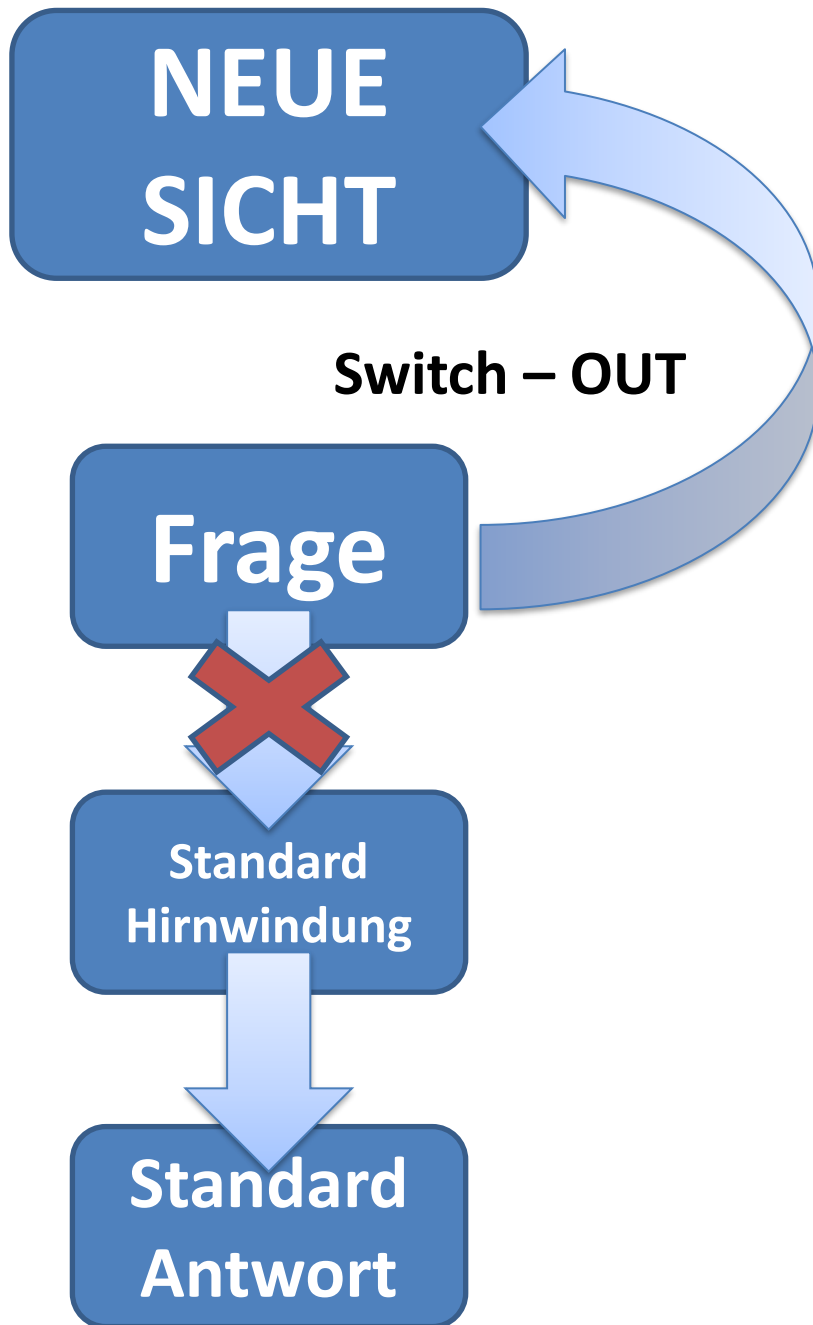 NEUE
SICHT
Switch – OUT
Frage
Standard
Hirnwindung
Standard
Antwort